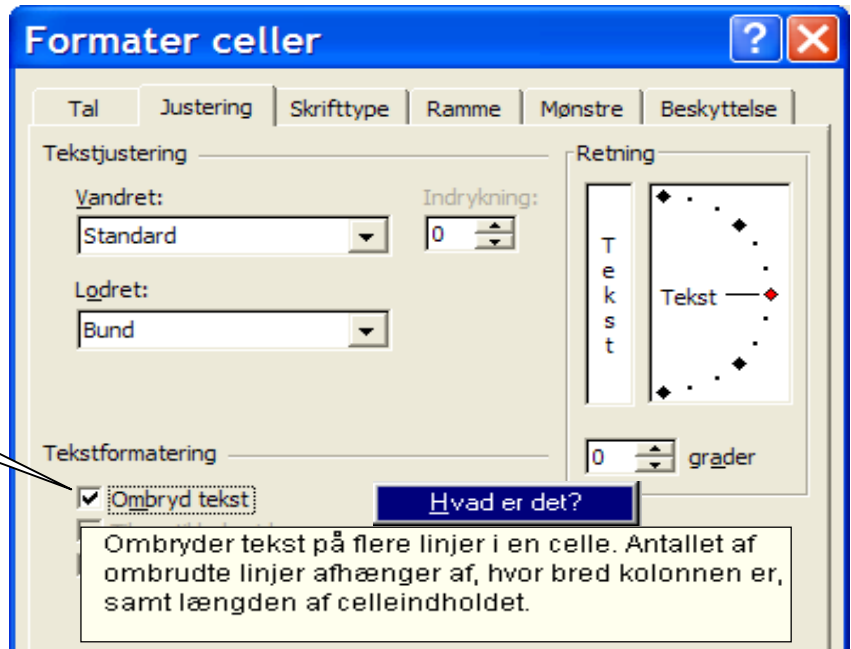 Formater celler
Tal Justering Skrifttype Ramme Mønstre Beskyttelse
Tekstjustering
Vandret:
Indrykning:
Standard
0
Lodret:
Bund
Retning
Tekst
Tekst
0 grader
Tekstformatering
Ombryd tekst
Hvad er det?
Ombryder tekst på flere linjer i en celle. Antallet af
ombrudte linjer afhænger af, hvor bred kolonnen er,
samt længden af celleindholdet.